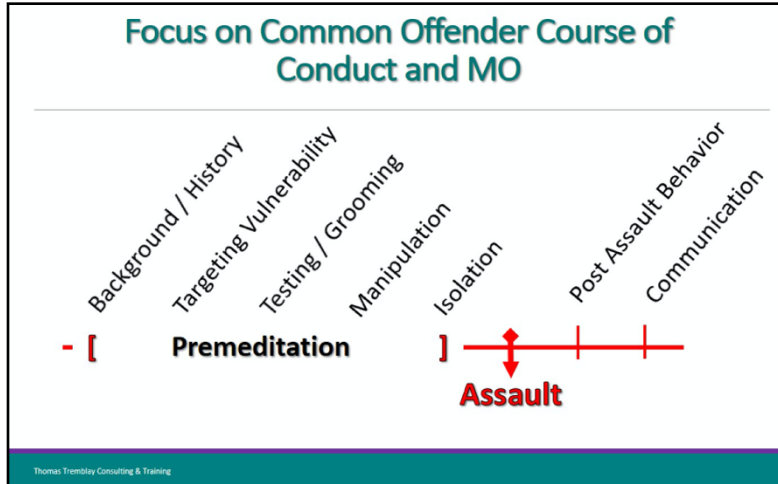 Focus on Common Offender Course of
Conduct and MO
Background / History
Targeting Vulnerability
Testing / Grooming
Manipulation
Isolation
Post Assault Behavior
Communication
- [ Premeditation ]
Assault
Thomas Tremblay Consulting & Training